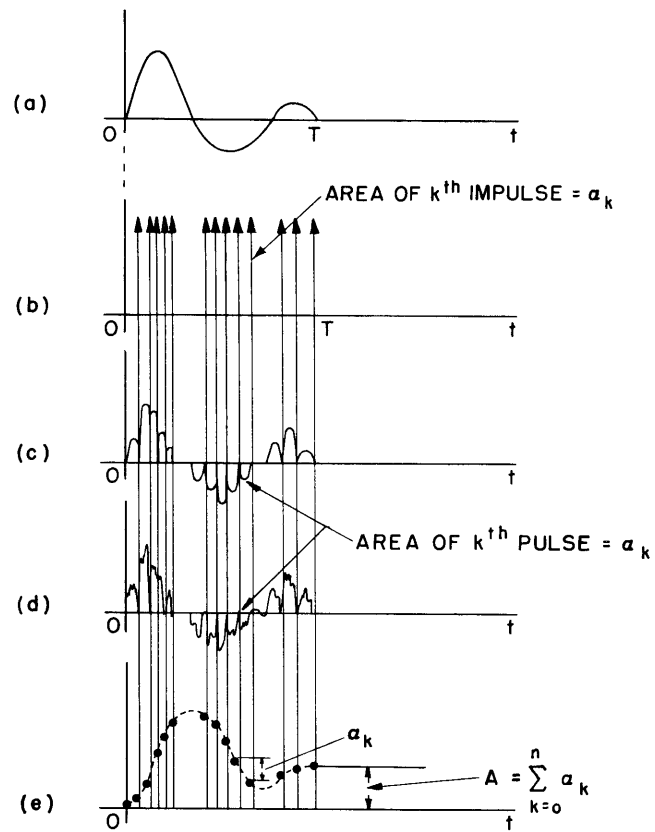 (a)
O T t
AREA OF kth IMPULSE = αk
(b)
O T t
(c)
O t
AREA OF kth PULSE = αk
(d)
O t
αk
A = n∑k=o αk
(e)
O t